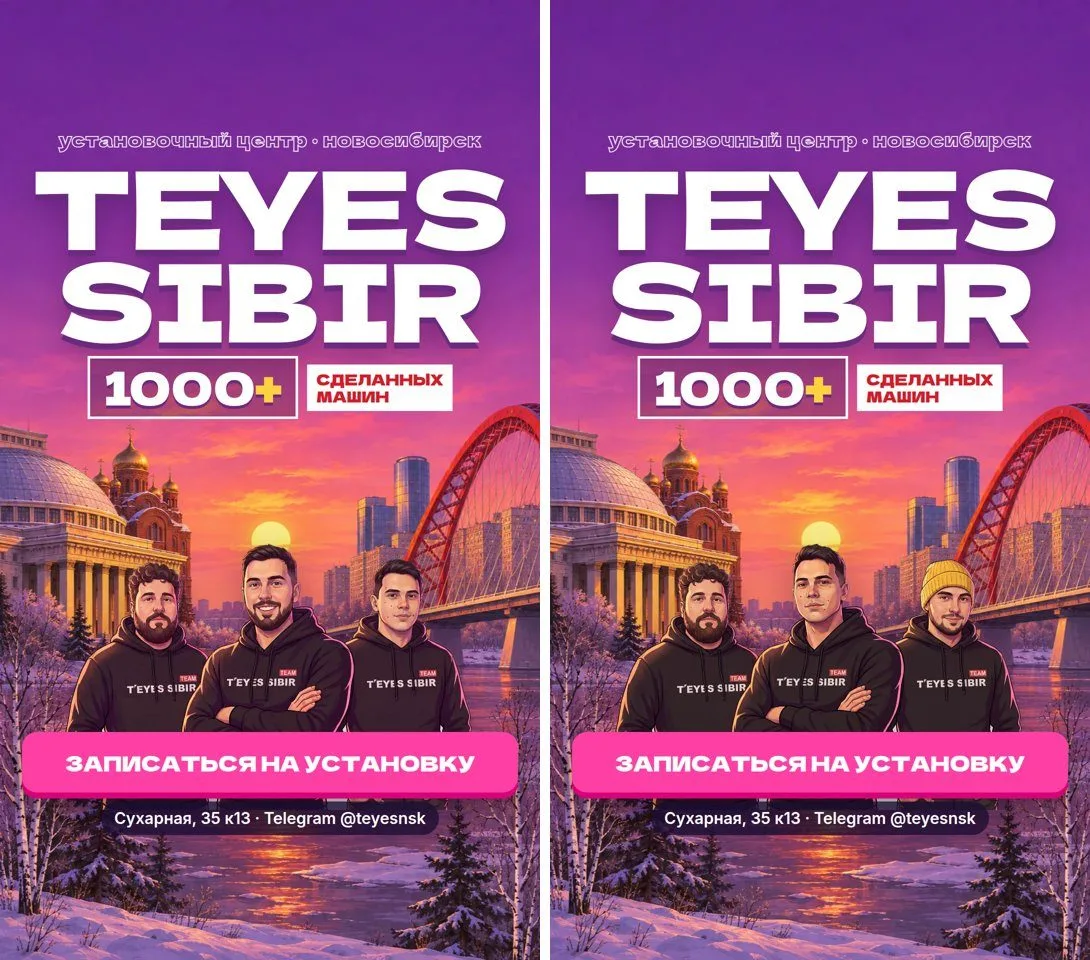 установочный центр • новосибирск
TEYES
SIBIR
1000+
СДЕЛАННЫХ
МАШИН
TEAM
T'EYES SIBIR
TEAM
T'EYES SIBIR
TEAM
T'EYES SIBIR
ЗАПИСАТЬСЯ НА УСТАНОВКУ
Сухарная, 35 к13 · Telegram @teyesnsk
установочный центр • новосибирск
TEYES
SIBIR
1000+
СДЕЛАННЫХ
МАШИН
TEAM
T'EYES SIBIR
TEAM
T'EYES SIBIR
TEAM
T'EYES SIBIR
ЗАПИСАТЬСЯ НА УСТАНОВКУ
Сухарная, 35 к13 · Telegram @teyesnsk